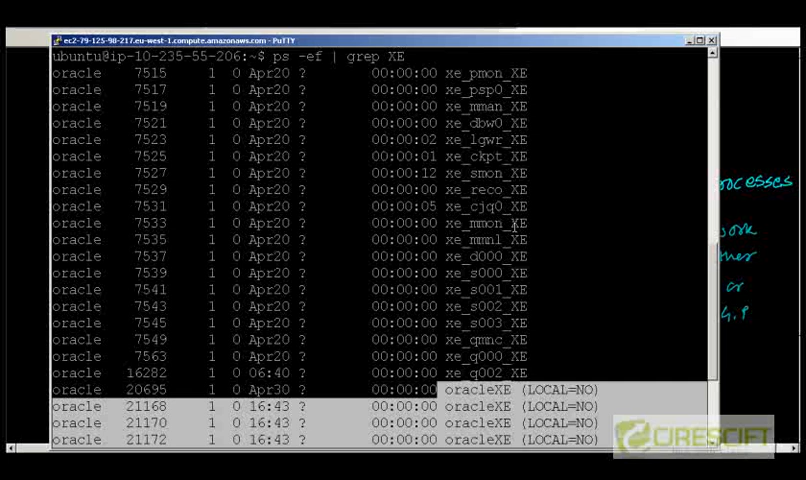 ec2-79-125-98-217.eu-west-1.compute.amazonaws.com - PuTTY
ubuntu@ip-10-235-55-206:~$ ps -ef | grep XE
oracle 7515 1 0 Apr20 ? 00:00:00 xe_pmon_XE
oracle 7517 1 0 Apr20 ? 00:00:00 xe_psp0_XE
oracle 7519 1 0 Apr20 ? 00:00:00 xe_mman_XE
oracle 7521 1 0 Apr20 ? 00:00:00 xe_dbw0_XE
oracle 7523 1 0 Apr20 ? 00:00:02 xe_lgwr_XE
oracle 7525 1 0 Apr20 ? 00:00:01 xe_ckpt_XE
oracle 7527 1 0 Apr20 ? 00:00:12 xe_smon_XE
oracle 7529 1 0 Apr20 ? 00:00:00 xe_reco_XE
oracle 7531 1 0 Apr20 ? 00:00:05 xe_cjq0_XE
oracle 7533 1 0 Apr20 ? 00:00:00 xe_mmon_XE
oracle 7535 1 0 Apr20 ? 00:00:00 xe_mmnl_XE
oracle 7537 1 0 Apr20 ? 00:00:00 xe_d000_XE
oracle 7539 1 0 Apr20 ? 00:00:00 xe_s000_XE
oracle 7541 1 0 Apr20 ? 00:00:00 xe_s001_XE
oracle 7543 1 0 Apr20 ? 00:00:00 xe_s002_XE
oracle 7545 1 0 Apr20 ? 00:00:00 xe_s003_XE
oracle 7549 1 0 Apr20 ? 00:00:00 xe_qmnc_XE
oracle 7563 1 0 Apr20 ? 00:00:00 xe_q000_XE
oracle 16282 1 0 06:40 ? 00:00:00 xe_q002_XE
oracle 20695 1 0 Apr30 ? 00:00:00 oracleXE (LOCAL=NO)
oracle 21168 1 0 16:43 ? 00:00:00 oracleXE (LOCAL=NO)
oracle 21170 1 0 16:43 ? 00:00:00 oracleXE (LOCAL=NO)
oracle 21172 1 0 16:43 ? 00:00:00 oracleXE (LOCAL=NO)
ocesses
or